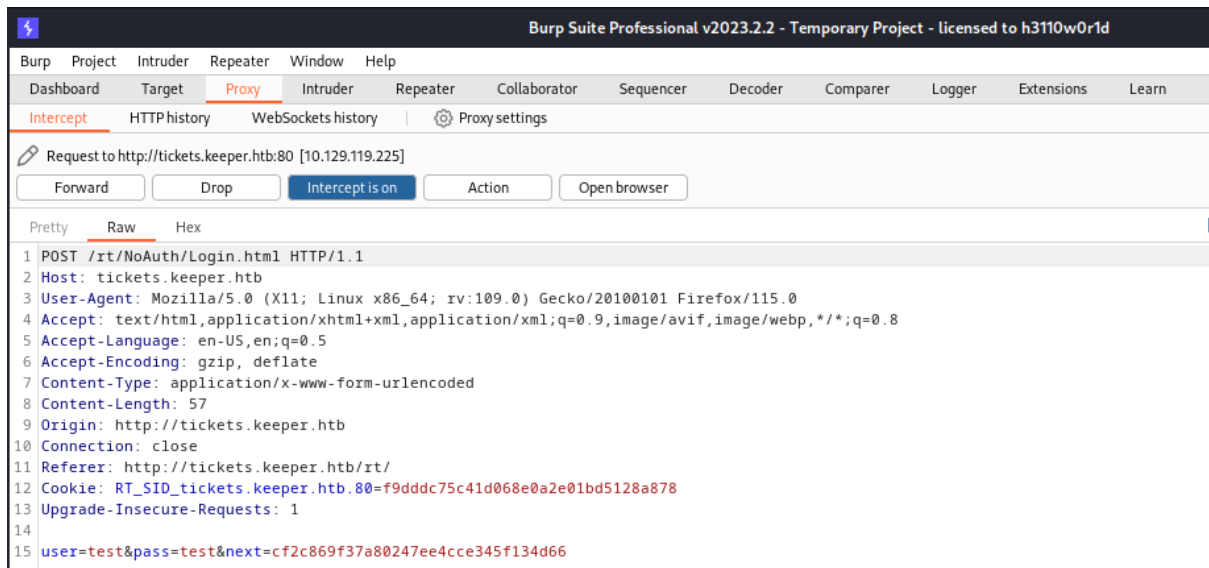 Burp Suite Professional v2023.2.2 - Temporary Project - licensed to h3110w0r1d
Burp Project Intruder Repeater Window Help
Dashboard Target Proxy Intruder Repeater Collaborator Sequencer Decoder Comparer Logger Extensions Learn
Intercept HTTP history WebSockets history Proxy settings
Request to http://tickets.keeper.htb:80 [10.129.119.225]
Forward Drop Intercept is on Action Open browser
Pretty Raw Hex
1 POST /rt/NoAuth/Login.html HTTP/1.1
2 Host: tickets.keeper.htb
3 User-Agent: Mozilla/5.0 (X11; Linux x86_64; rv:109.0) Gecko/20100101 Firefox/115.0
4 Accept: text/html,application/xhtml+xml,application/xml;q=0.9,image/avif,image/webp,*/*;q=0.8
5 Accept-Language: en-US,en;q=0.5
6 Accept-Encoding: gzip, deflate
7 Content-Type: application/x-www-form-urlencoded
8 Content-Length: 57
9 Origin: http://tickets.keeper.htb
10 Connection: close
11 Referer: http://tickets.keeper.htb/rt/
12 Cookie: RT_SID_tickets.keeper.htb.80=f9dddc75c41d068e0a2e01bd5128a878
13 Upgrade-Insecure-Requests: 1
14
15 user=test&pass=test&next=cf2c869f37a80247ee4cce345f134d66